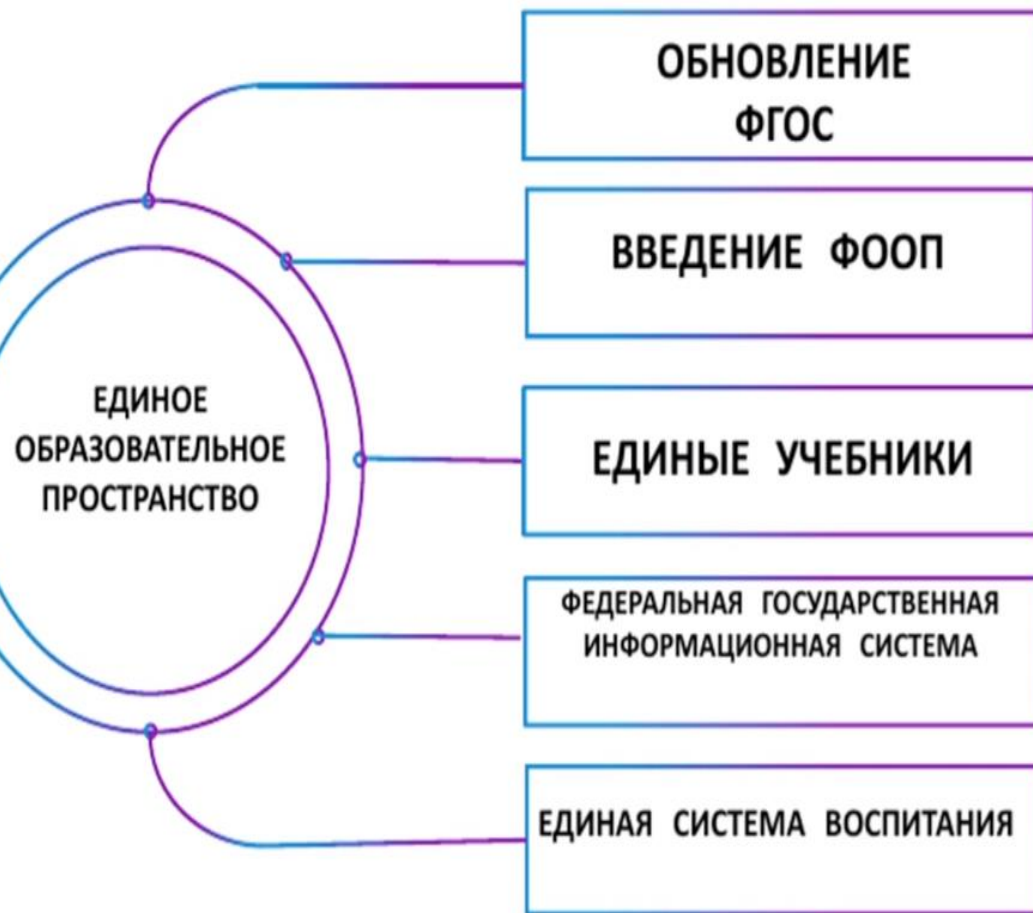 ЕДИНОЕ
ОБРАЗОВАТЕЛЬНОЕ
ПРОСТРАНСТВО
ОБНОВЛЕНИЕ
ФГОС
ВВЕДЕНИЕ ФООП
ЕДИНЫЕ УЧЕБНИКИ
ФЕДЕРАЛЬНАЯ ГОСУДАРСТВЕННАЯ
ИНФОРМАЦИОННАЯ СИСТЕМА
ЕДИНАЯ СИСТЕМА ВОСПИТАНИЯ